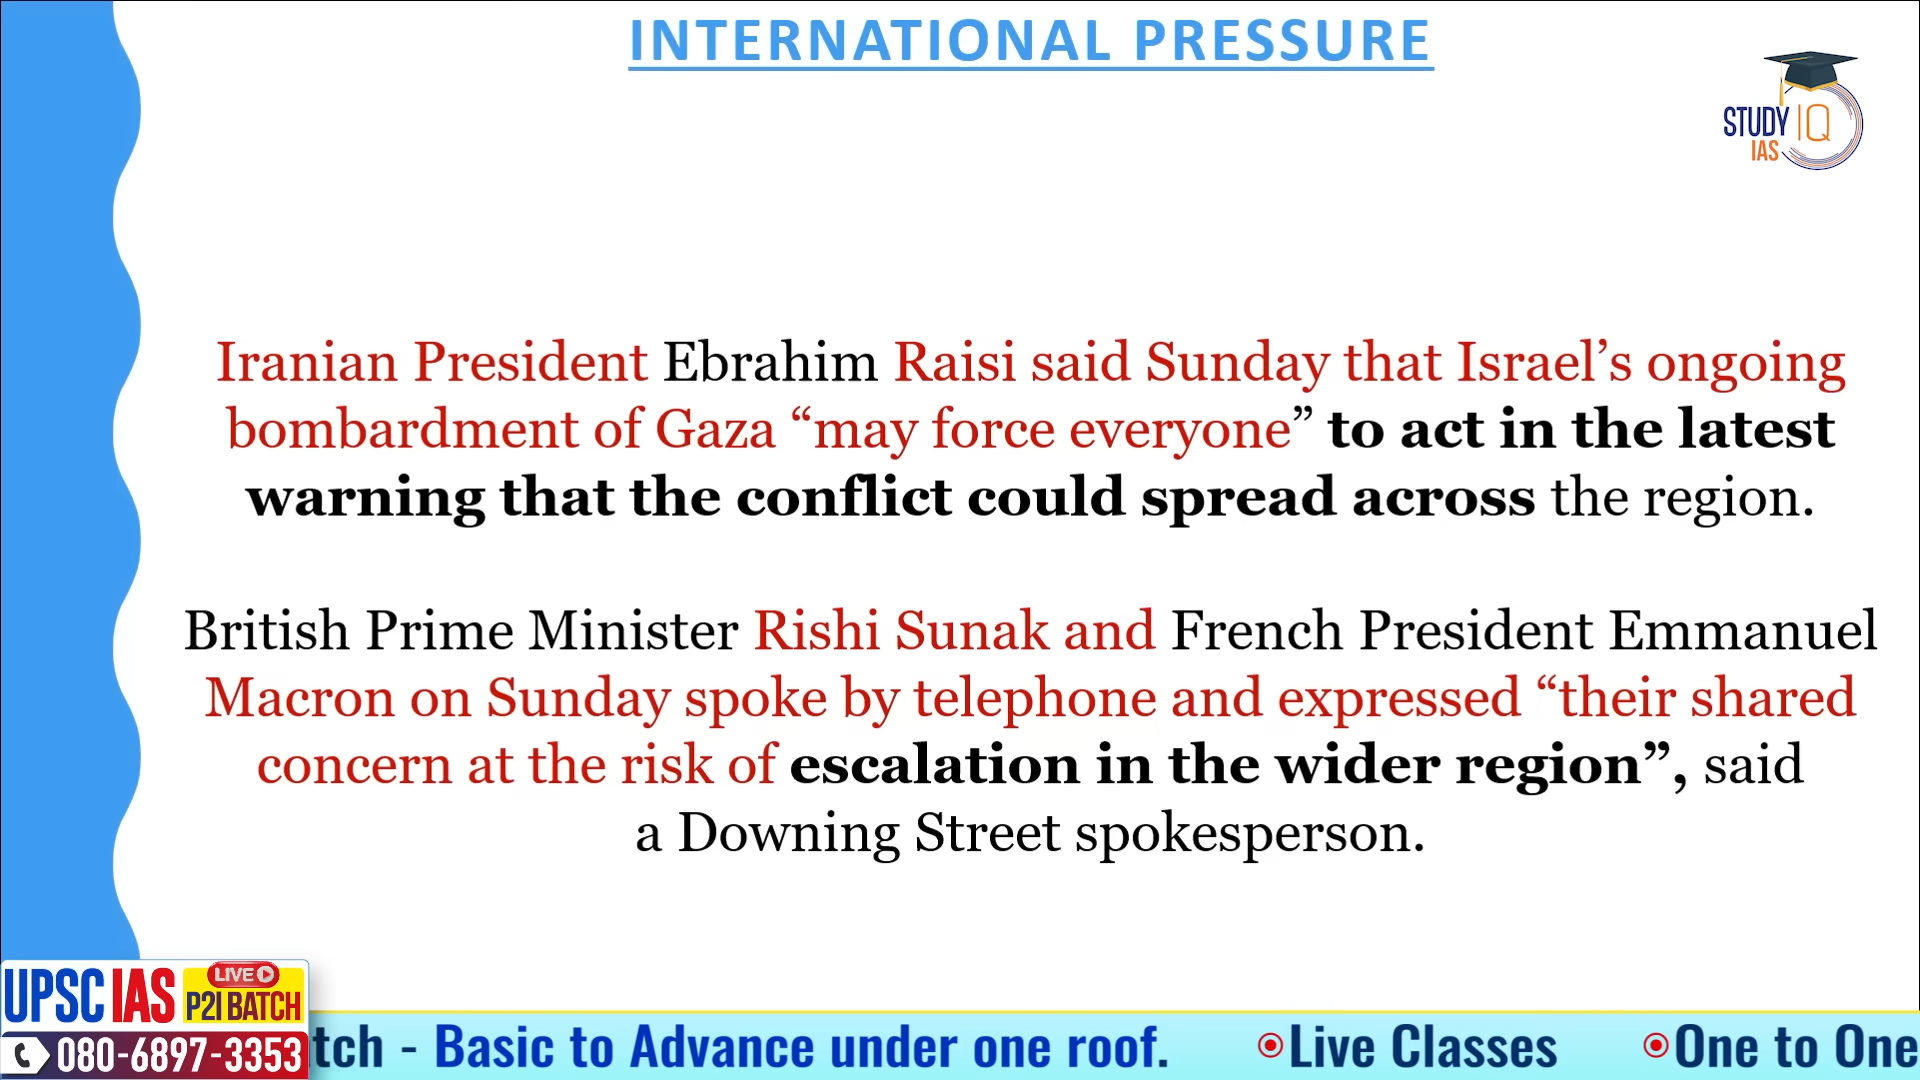 INTERNATIONAL PRESSURE
STUDY IQ
IAS
Iranian President Ebrahim Raisi said Sunday that Israel’s ongoing
bombardment of Gaza “may force everyone” to act in the latest
warning that the conflict could spread across the region.
British Prime Minister Rishi Sunak and French President Emmanuel
Macron on Sunday spoke by telephone and expressed “their shared
concern at the risk of escalation in the wider region”, said
a Downing Street spokesperson.
UPSC IAS LIVE P2I BATCH
080-6897-3353
tch - Basic to Advance under one roof. Live Classes One to One